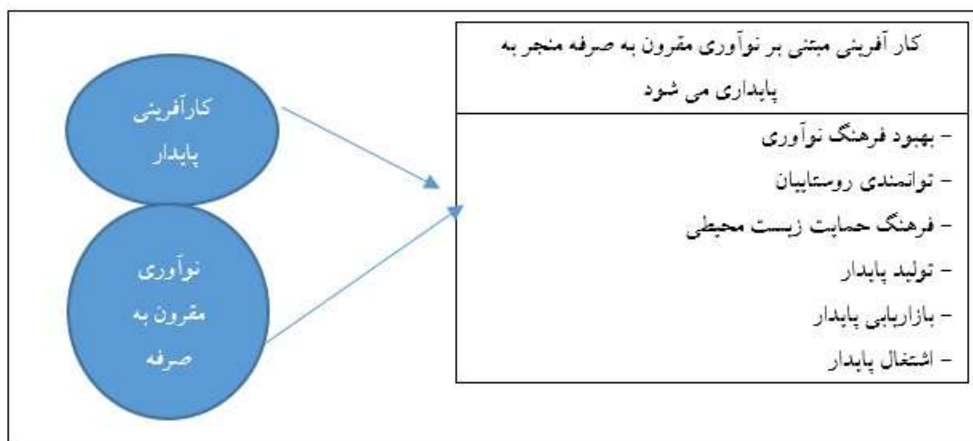 کار آفرینی مبتنی بر نوآوری مقرون به صرفه منجر به
پایداری می شود
- بهبود فرهنگ نوآوری
- توانمندی روستاییان
- فرهنگ حمایت زیست محیطی
- تولید پایدار
- بازاریابی پایدار
- اشتغال پایدار
کارآفرینی
پایدار
نوآوری
مقرون به
صرفه